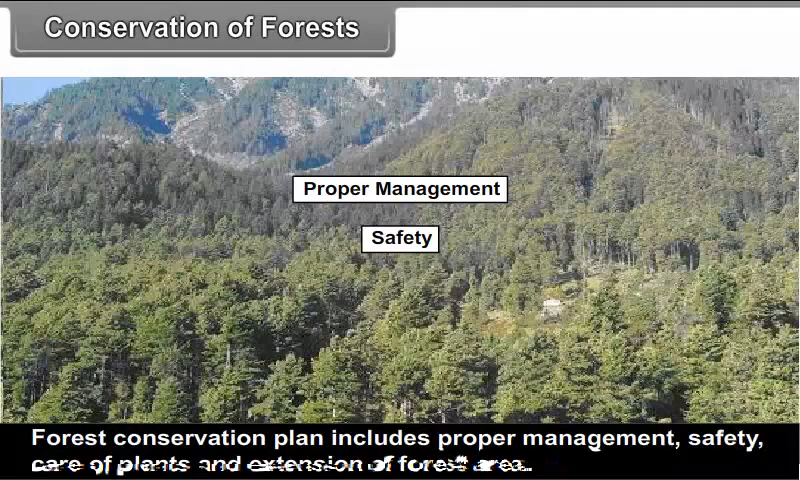 Conservation of Forests
Proper Management
Safety
Forest conservation plan includes proper management, safety,
care of plants and extension of forest area.